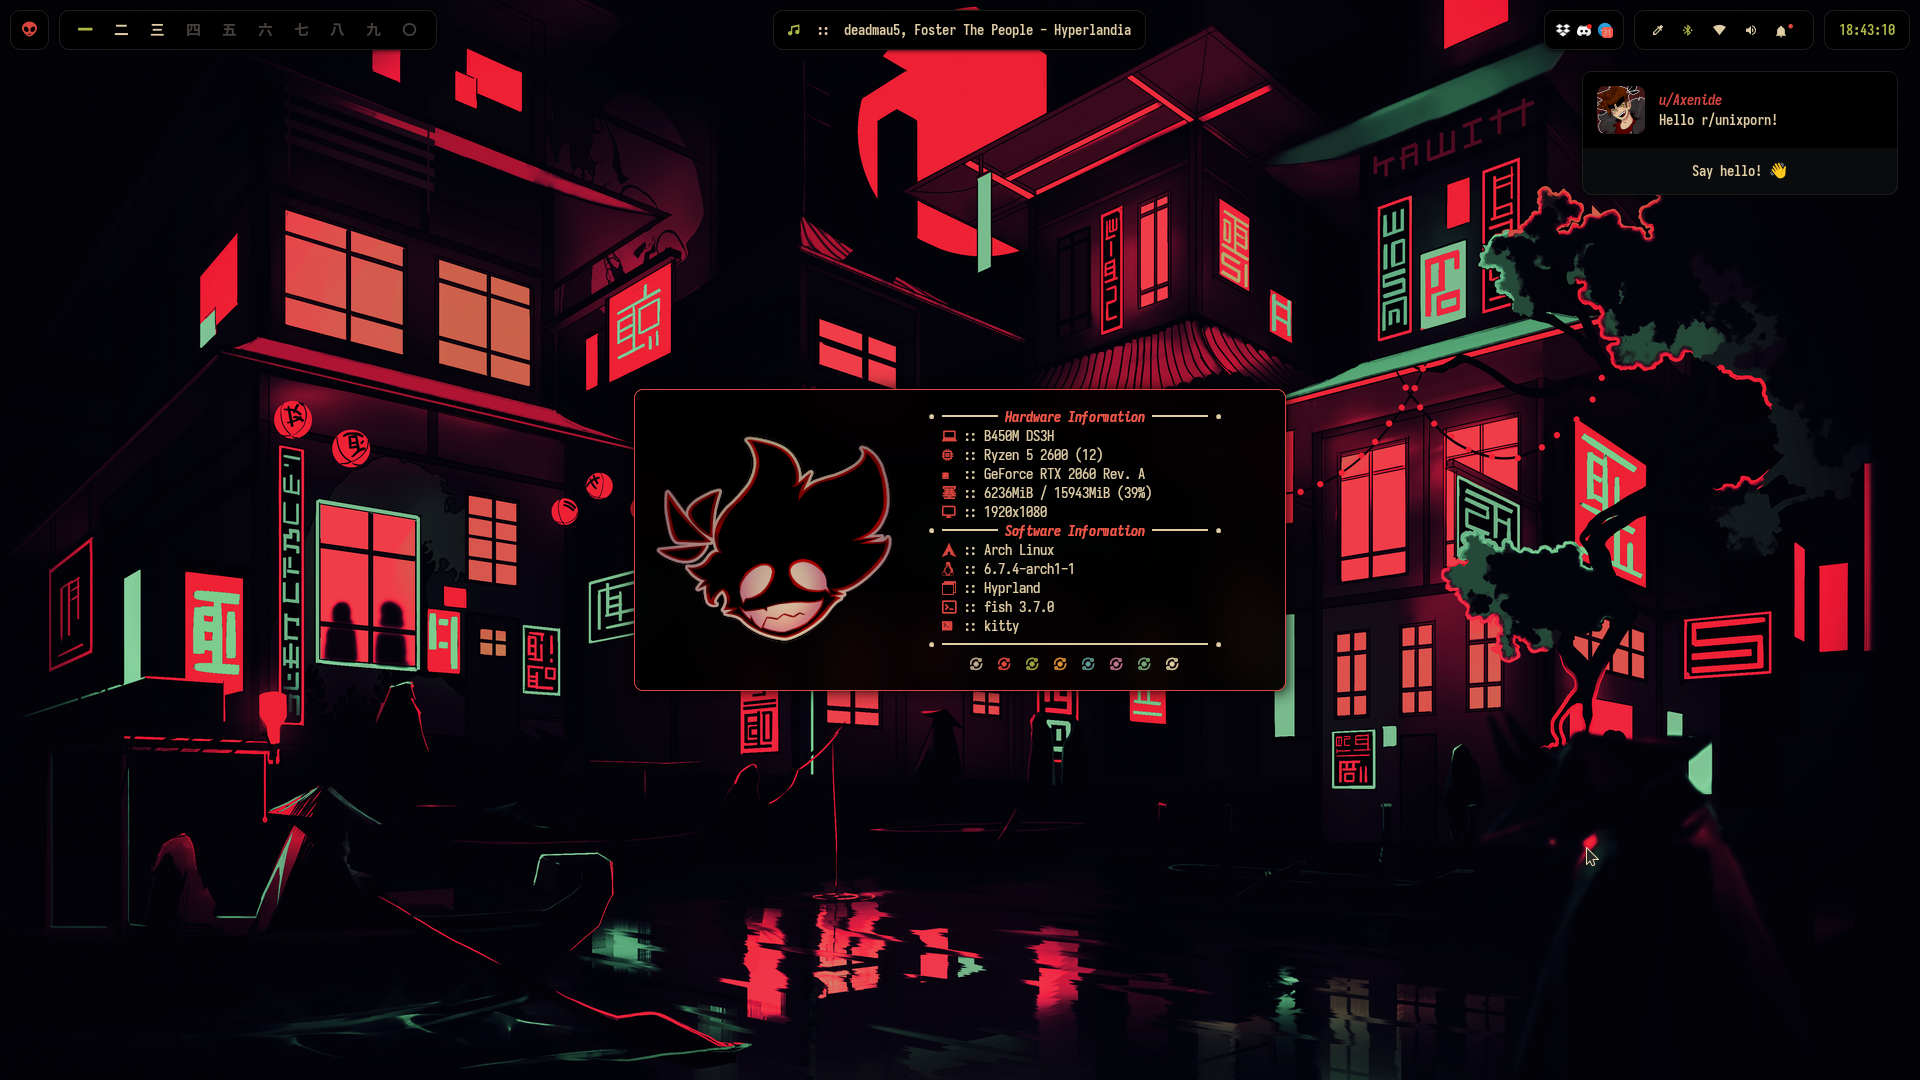 一 二 三 四 五 六 七 八 九 〇
:: deadmau5, Foster The People - Hyperlandia
31
18:43:10
u/Axenide
Hello r/unixporn!
Say hello! 👋
Hardware Information
:: B450M DS3H
:: Ryzen 5 2600 (12)
:: GeForce RTX 2060 Rev. A
:: 6236MiB / 15943MiB (39%)
:: 1920x1080
Software Information
:: Arch Linux
:: 6.7.4-arch1-1
:: Hyprland
:: fish 3.7.0
:: kitty